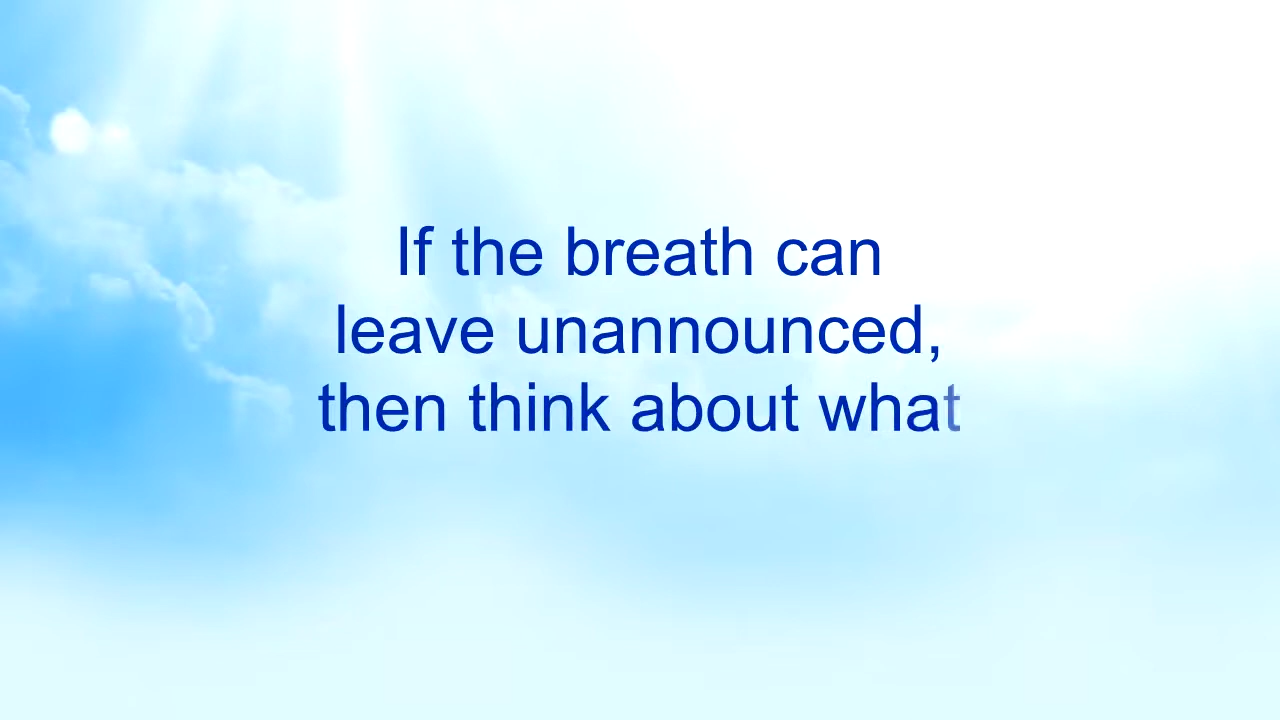 If the breath can
leave unannounced,
then think about what